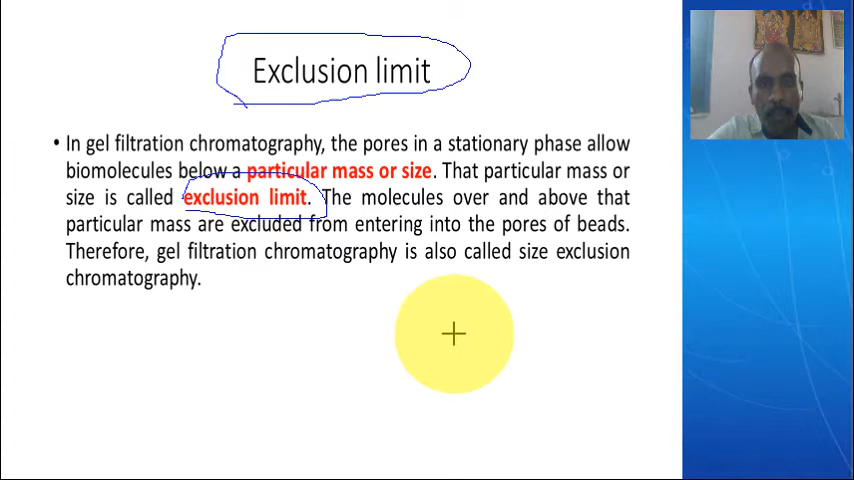 Exclusion limit
• In gel filtration chromatography, the pores in a stationary phase allow
biomolecules below a particular mass or size. That particular mass or
size is called exclusion limit. The molecules over and above that
particular mass are excluded from entering into the pores of beads.
Therefore, gel filtration chromatography is also called size exclusion
chromatography.